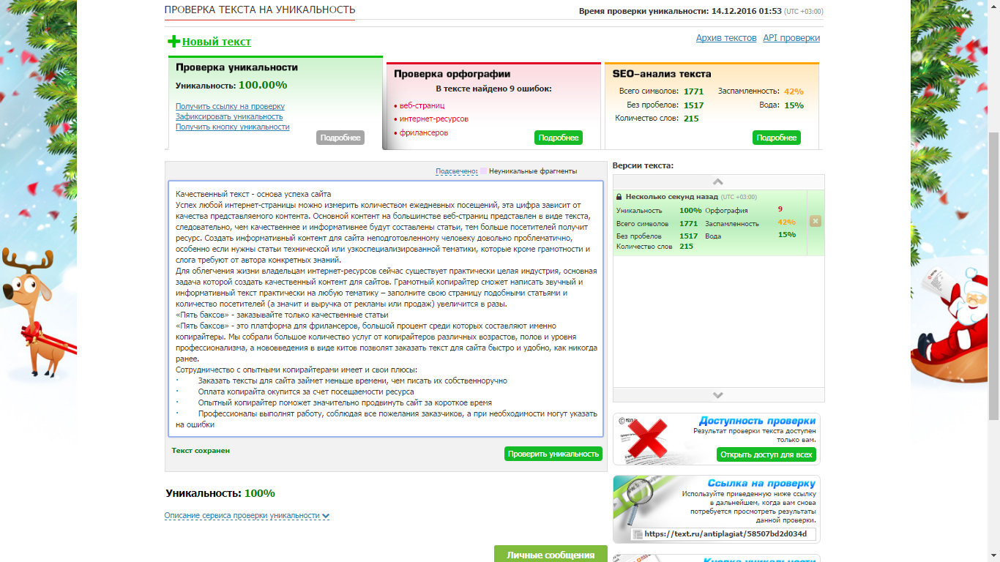 ПРОВЕРКА ТЕКСТА НА УНИКАЛЬНОСТЬ
Время проверки уникальности: 14.12.2016 01:53 (UTC +03:00)
Новый текст
Архив текстов API проверки
Проверка уникальности
Уникальность: 100.00%
Получить ссылку на проверку
Зафиксировать уникальность
Получить кнопку уникальности
Подробнее
Проверка орфографии
В тексте найдено 9 ошибок:
• веб-страниц
• интернет-ресурсов
• фрилансеров
Подробнее
SEO-анализ текста
Всего символов: 1771 Заспамленность: 42%
Без пробелов: 1517 Вода: 15%
Количество слов: 215
Подробнее
Подсвечено: Неуникальные фрагменты
Качественный текст - основа успеха сайта
Успех любой интернет-страницы можно измерить количеством ежедневных посещений, эта цифра зависит от
качества представляемого контента. Основной контент на большинстве веб-страниц представлен в виде текста,
следовательно, чем качественнее и информативнее будут составлены статьи, тем больше посетителей получит
ресурс. Создать информативный контент для сайта неподготовленному человеку довольно проблематично,
особенно если нужны статьи технической или узкоспециализированной тематики, которые кроме грамотности и
слога требуют от автора конкретных знаний.
Для облегчения жизни владельцам интернет-ресурсов сейчас существует практически целая индустрия, основная
задача которой создать качественный контент для сайтов. Грамотный копирайтер сможет написать звучный и
информативный текст практически на любую тематику – заполните свою страницу подобными статьями и
количество посетителей (а значит и выручка от рекламы или продаж) увеличится в разы.
«Пять баксов» - заказывайте только качественные статьи
«Пять баксов» - это платформа для фрилансеров, большой процент среди которых составляют именно
копирайтеры. Мы собрали большое количество услуг от копирайтеров различных возрастов, полов и уровня
профессионализма, а нововведения в виде китов позволят заказать текст для сайта быстро и удобно, как никогда
ранее.
Сотрудничество с опытными копирайтерами имеет и свои плюсы:
· Заказать тексты для сайта займет меньше времени, чем писать их собственноручно
· Оплата копирайта окупится за счет посещаемости ресурса
· Опытный копирайтер поможет значительно продвинуть сайт за короткое время
· Профессионалы выполнят работу, соблюдая все пожелания заказчиков, а при необходимости могут указать
на ошибки
Текст сохранен
Проверить уникальность
Уникальность: 100%
Описание сервиса проверки уникальности
Личные сообщения
Версии текста:
Несколько секунд назад (UTC +03:00)
Уникальность 100% Орфография 9
Всего символов 1771 Заспамленность 42%
Без пробелов 1517 Вода 15%
Количество слов 215
Доступность проверки
Результат проверки текста доступен
только вам.
Открыть доступ для всех
Ссылка на проверку
Используйте приведенную ниже ссылку
в дальнейшем, когда вам снова
потребуется просмотреть результаты
данной проверки.
https://text.ru/antiplagiat/58507bd2d034d
Кнопка уникальности